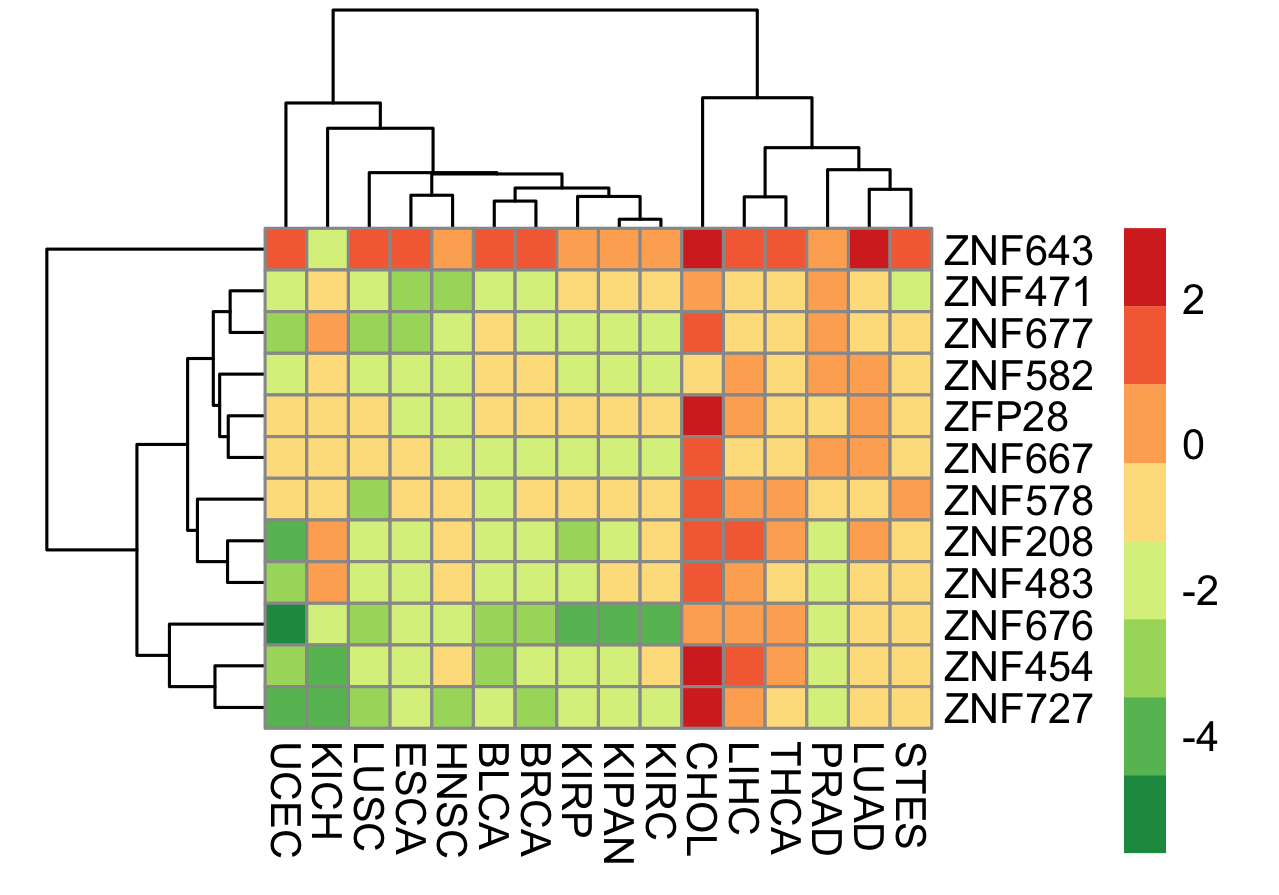 ZNF643
ZNF471
ZNF677
ZNF582
ZFP28
ZNF667
ZNF578
ZNF208
ZNF483
ZNF676
ZNF454
ZNF727
2
0
-2
-4
UCEC
KICH
LUSC
ESCA
HNSC
BLCA
BRCA
KIRP
KIPAN
KIRC
CHOL
LIHC
THCA
PRAD
LUAD
STES